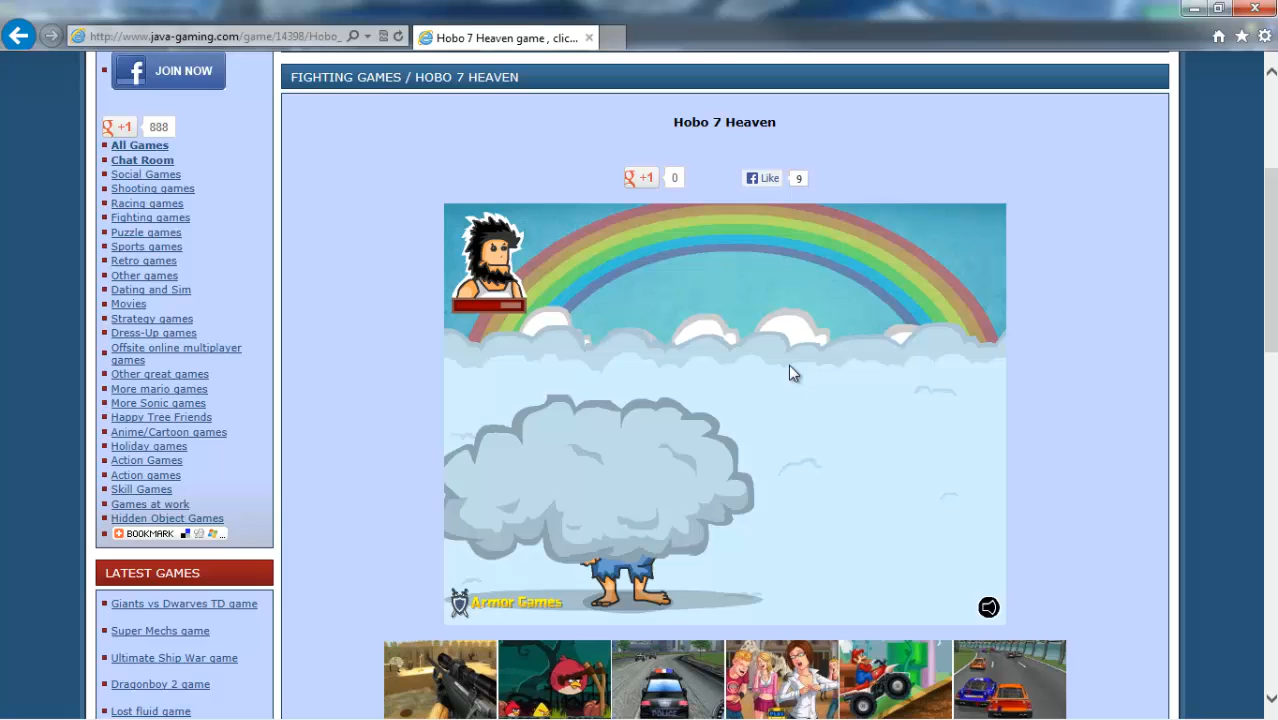 http://www.java-gaming.com/game/14398/Hobo_
Hobo 7 Heaven game , clic...
JOIN NOW
g +1 888
All Games
Chat Room
Social Games
Shooting games
Racing games
Fighting games
Puzzle games
Sports games
Retro games
Other games
Dating and Sim
Movies
Strategy games
Dress-Up games
Offsite online multiplayer
games
Other great games
More mario games
More Sonic games
Happy Tree Friends
Anime/Cartoon games
Holiday games
Action Games
Action games
Skill Games
Games at work
Hidden Object Games
BOOKMARK
LATEST GAMES
Giants vs Dwarves TD game
Super Mechs game
Ultimate Ship War game
Dragonboy 2 game
Lost fluid game
FIGHTING GAMES / HOBO 7 HEAVEN
Hobo 7 Heaven
g +1 0
Like 9
Armor Games
POLICE